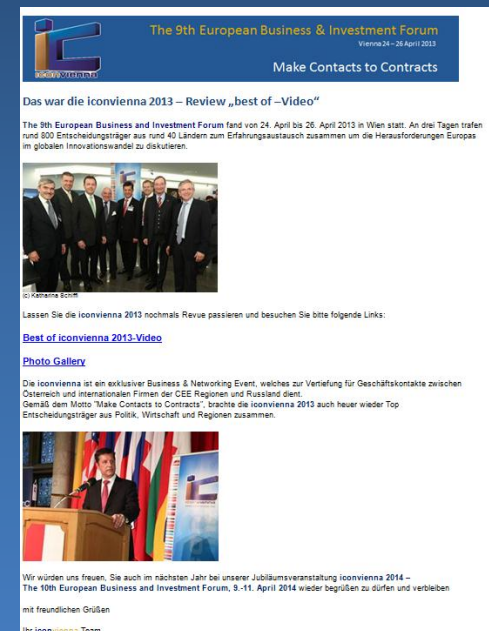 The 9th European Business & Investment Forum
Vienna 24 – 26 April 2013
iconvienna
Make Contacts to Contracts
Das war die iconvienna 2013 – Review „best of –Video“
The 9th European Business and Investment Forum fand von 24. April bis 26. April 2013 in Wien statt. An drei Tagen trafen
rund 800 Entscheidungsträger aus rund 40 Ländern zum Erfahrungsaustausch zusammen um die Herausforderungen Europas
im globalen Innovationswandel zu diskutieren.
(c) Katharina Schiffl
Lassen Sie die iconvienna 2013 nochmals Revue passieren und besuchen Sie bitte folgende Links:
Best of iconvienna 2013-Video
Photo Gallery
Die iconvienna ist ein exklusiver Business & Networking Event, welches zur Vertiefung für Geschäftskontakte zwischen
Österreich und internationalen Firmen der CEE Regionen und Russland dient.
Gemäß dem Motto "Make Contacts to Contracts", brachte die iconvienna 2013 auch heuer wieder Top
Entscheidungsträger aus Politik, Wirtschaft und Regionen zusammen.
Wir würden uns freuen, Sie auch im nächsten Jahr bei unserer Jubiläumsveranstaltung iconvienna 2014 –
The 10th European Business and Investment Forum, 9.-11. April 2014 wieder begrüßen zu dürfen und verbleiben
mit freundlichen Grüßen
Ihr iconvienna Team